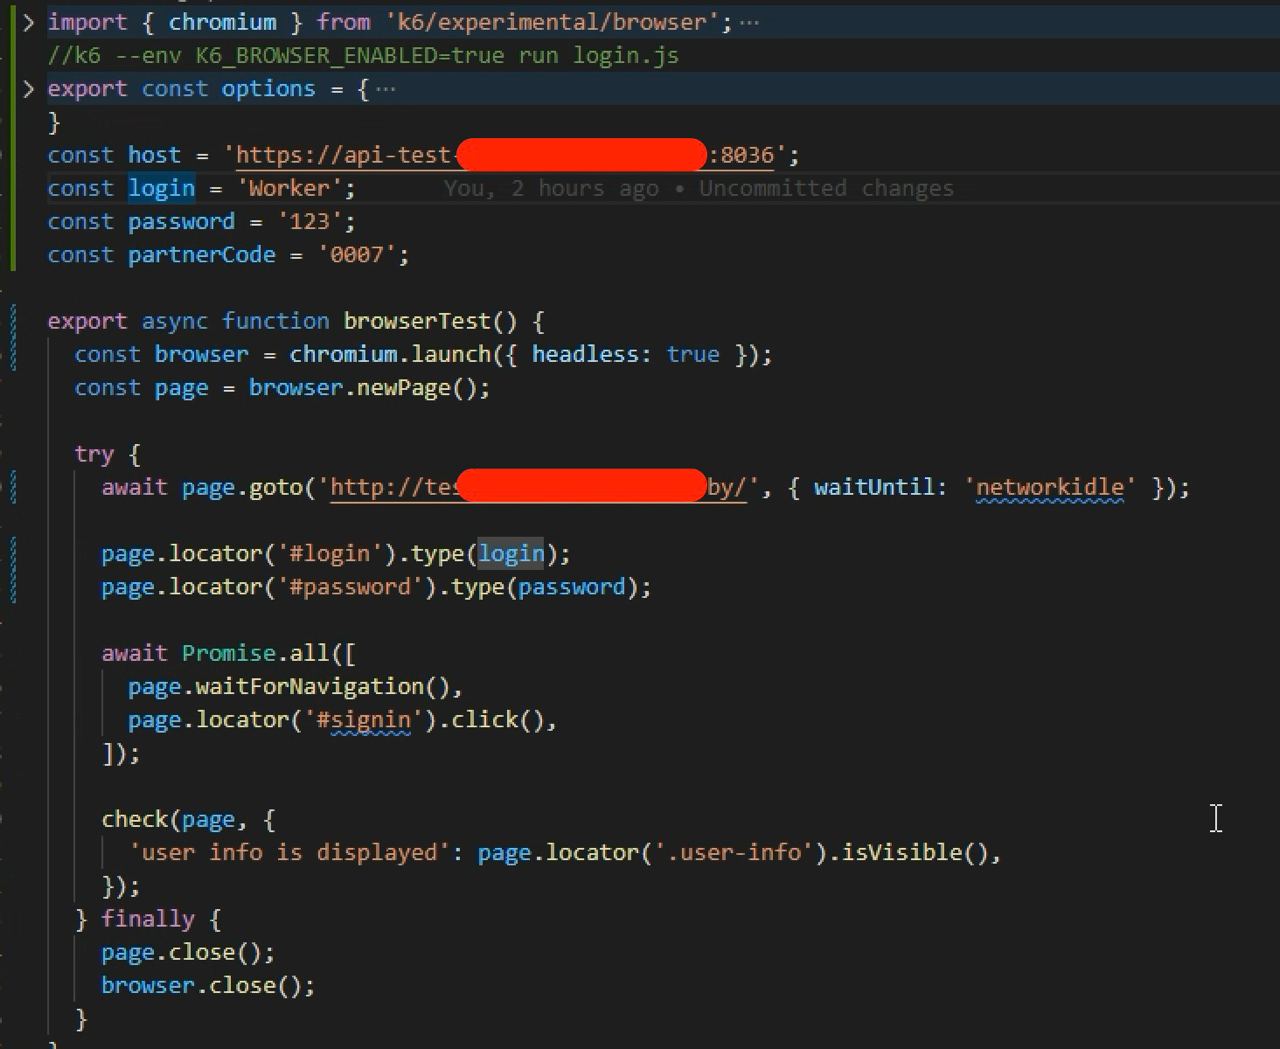 import { chromium } from 'k6/experimental/browser';···
//k6 --env K6_BROWSER_ENABLED=true run login.js
export const options = {···
}
const host = 'https://api-test- :8036';
const login = 'Worker'; You, 2 hours ago • Uncommitted changes
const password = '123';
const partnerCode = '0007';
export async function browserTest() {
const browser = chromium.launch({ headless: true });
const page = browser.newPage();
try {
await page.goto('http://tes by/', { waitUntil: 'networkidle' });
page.locator('#login').type(login);
page.locator('#password').type(password);
await Promise.all([
page.waitForNavigation(),
page.locator('#signin').click(),
]);
check(page, {
'user info is displayed': page.locator('.user-info').isVisible(),
});
} finally {
page.close();
browser.close();
}